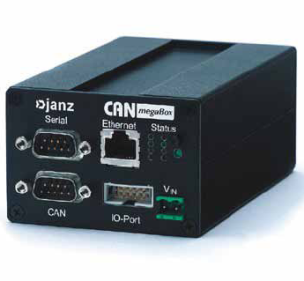 janz CAN megaBox
Serial Ethernet Status
CAN IO-Port VIN